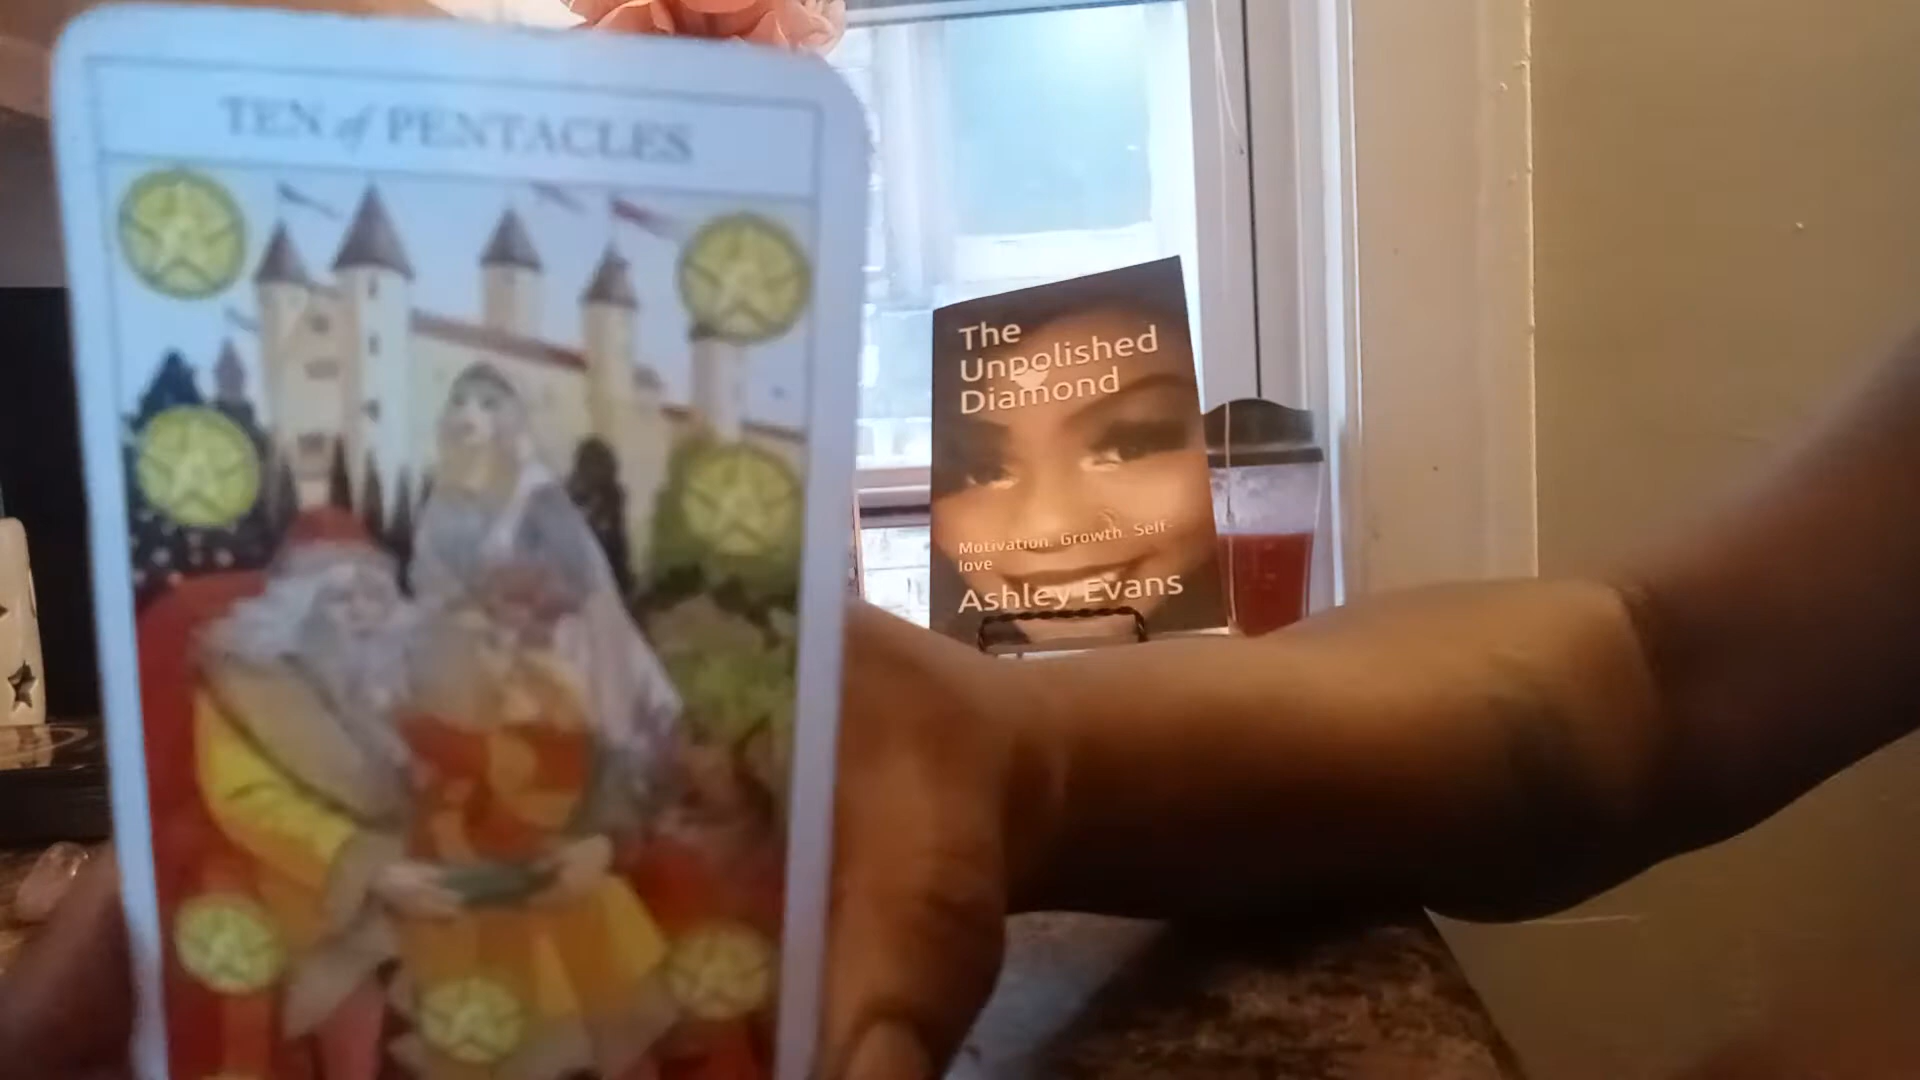 TEN of PENTACLES
The
Unpolished
Diamond
Motivation. Growth. Self-
love
Ashley Evans